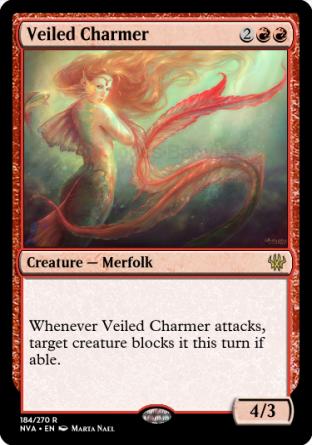 Veiled Charmer 2
Creature — Merfolk
Whenever Veiled Charmer attacks,
target creature blocks it this turn if
able.
184/270 R
NVA • EN Marta Nael
4/3